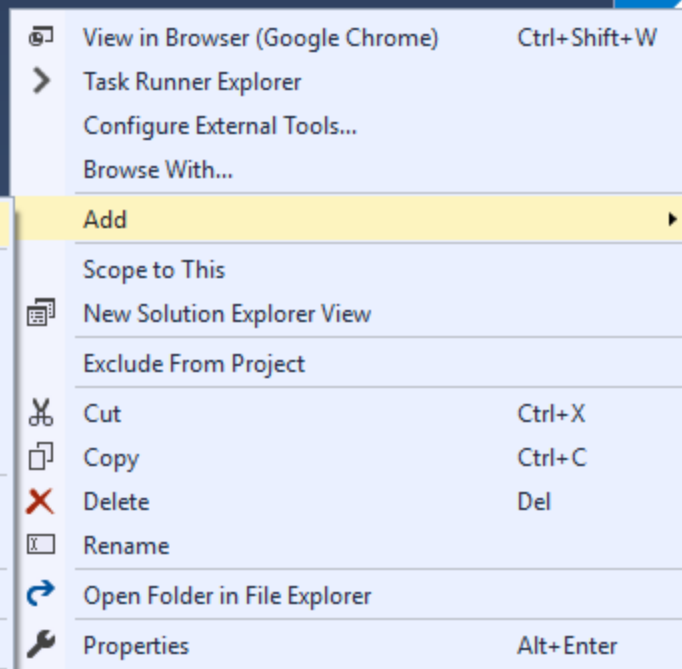 View in Browser (Google Chrome) Ctrl+Shift+W
Task Runner Explorer
Configure External Tools...
Browse With...
Add
Scope to This
New Solution Explorer View
Exclude From Project
Cut Ctrl+X
Copy Ctrl+C
Delete Del
Rename
Open Folder in File Explorer
Properties Alt+Enter